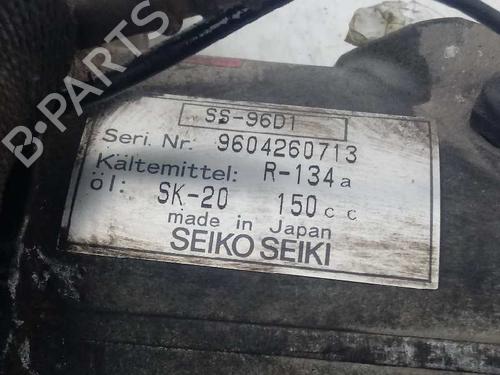 SS-96D1
Seri. Nr. 9604260713
Kältemittel: R-134a
öl: SK-20 150cc
made in Japan
SEIKO SEIKI
B-PARTS